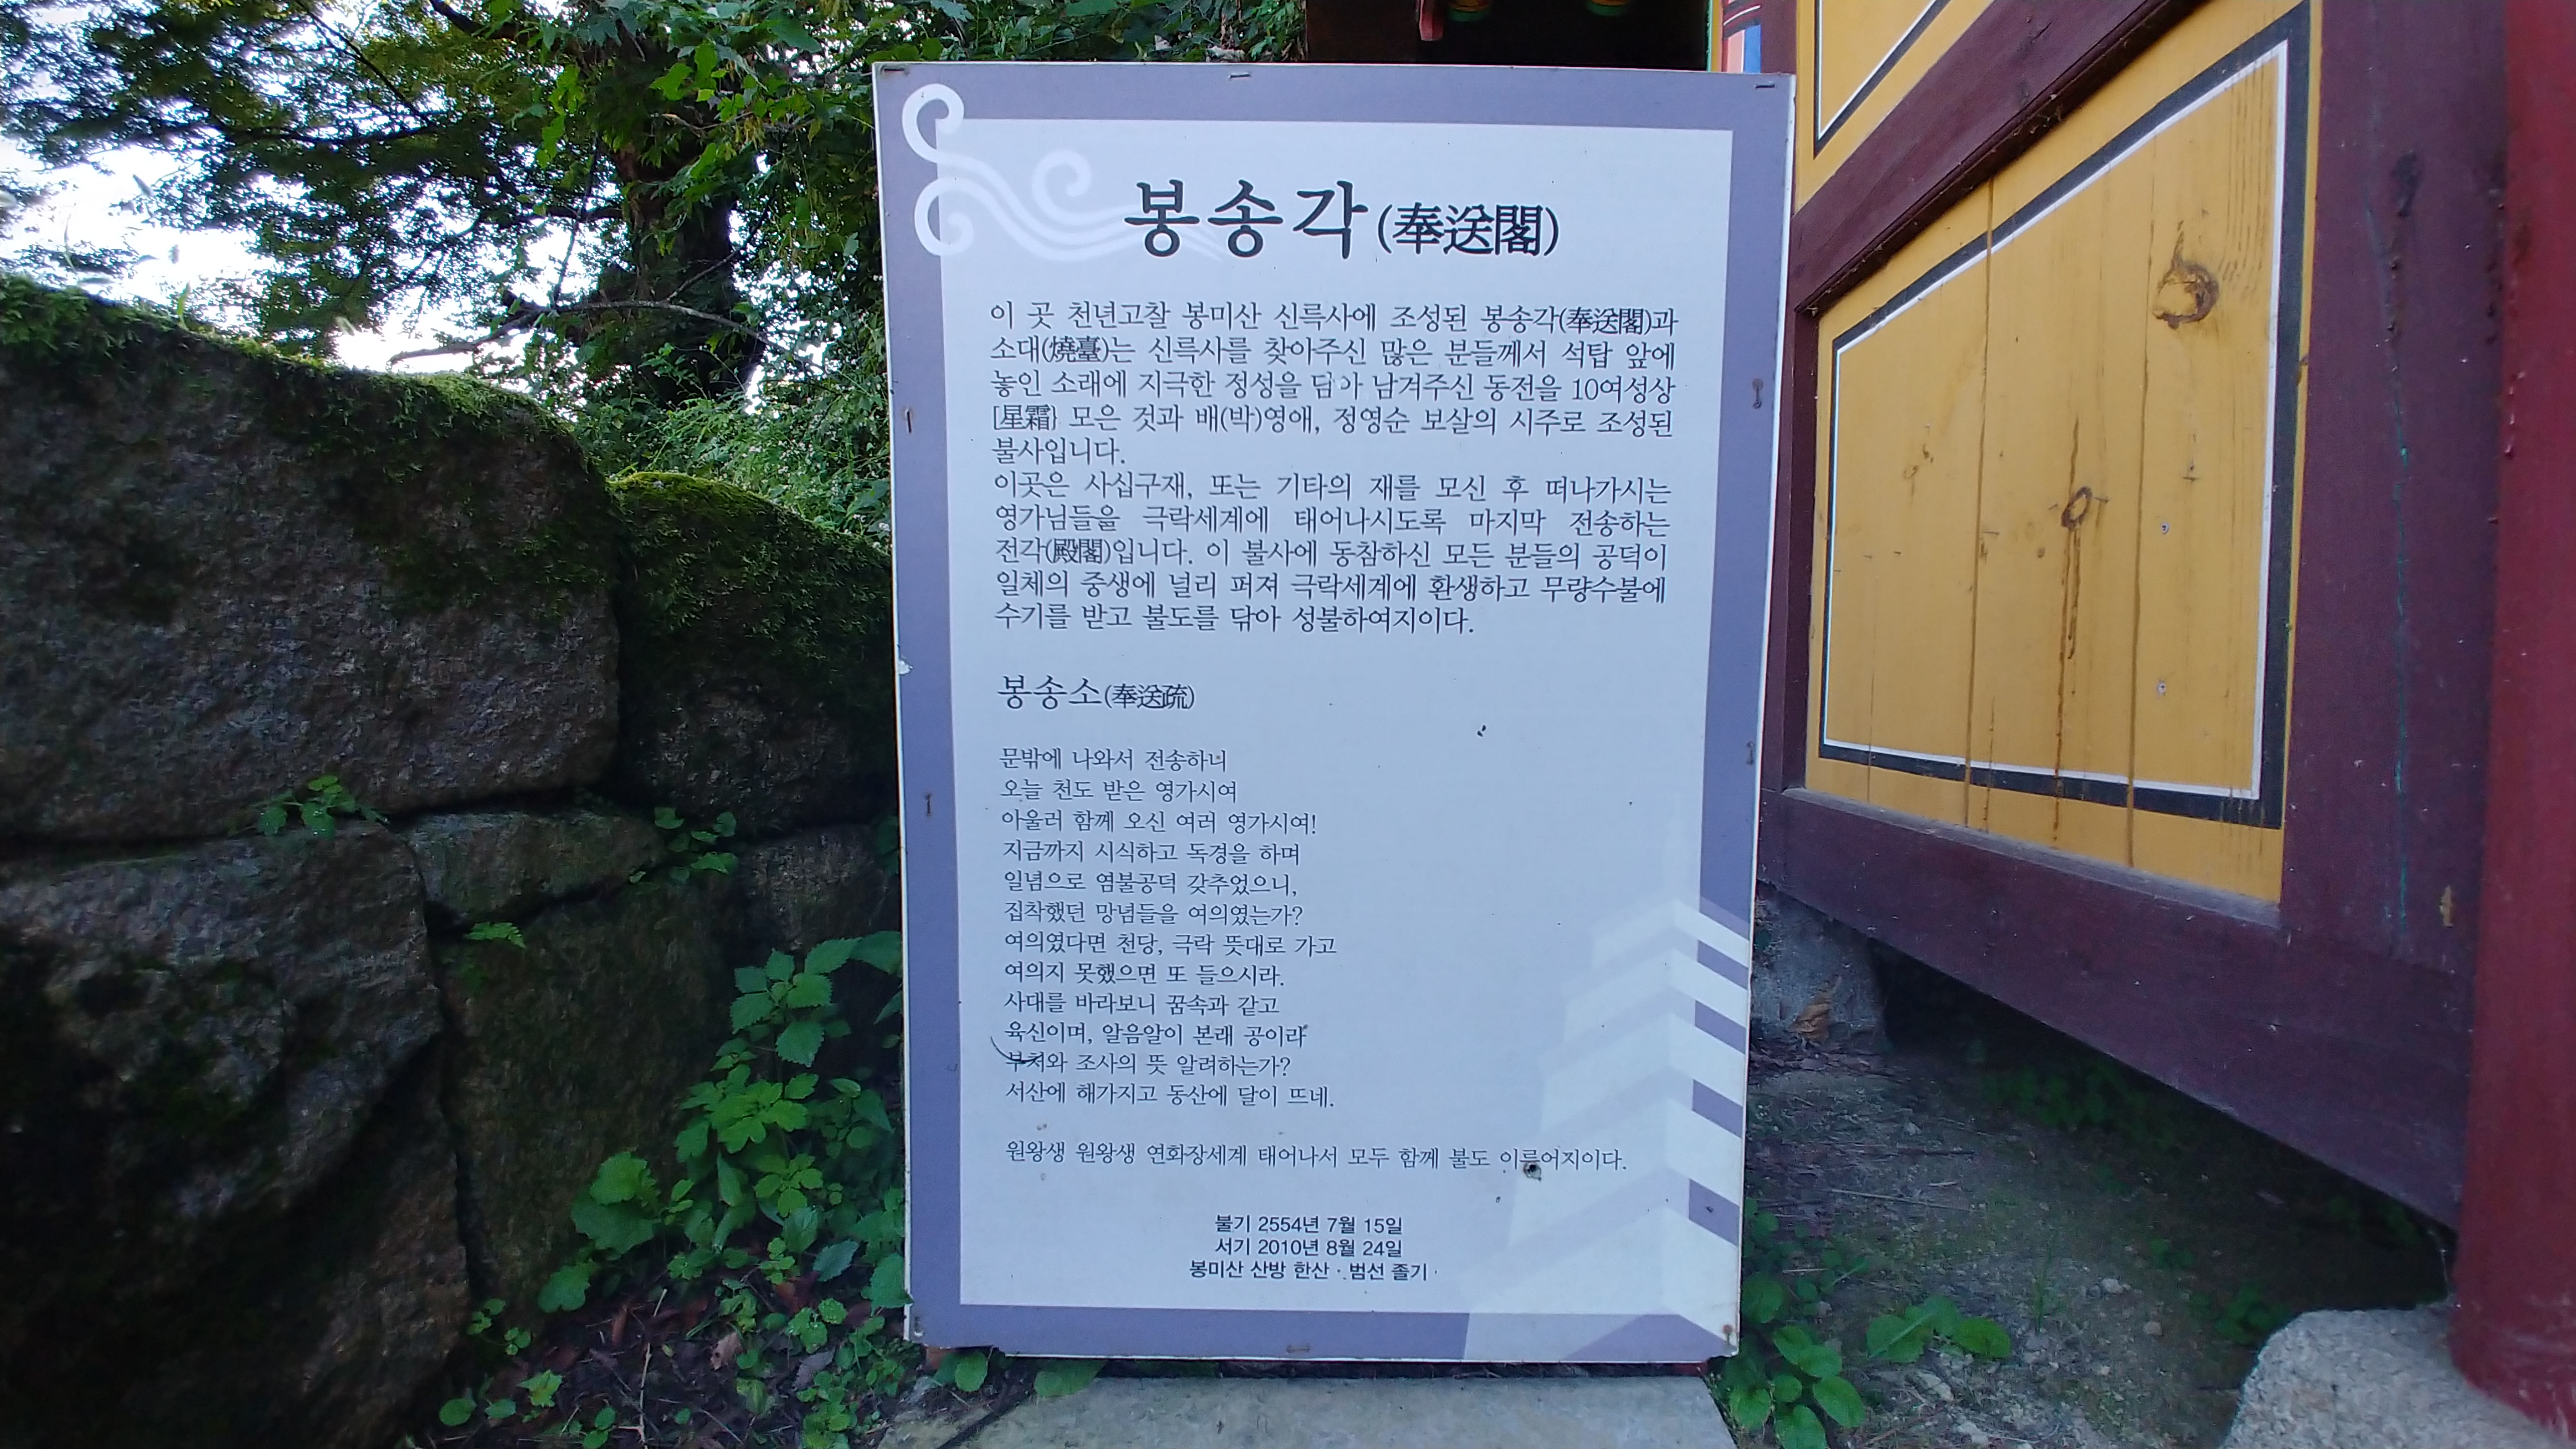 봉송각(奉送閣)
이 곳 천년고찰 봉미산 신륵사에 조성된 봉송각(奉送閣)과
소대(燒臺)는 신륵사를 찾아주신 많은 분들께서 석탑 앞에
놓인 소래에 지극한 정성을 담아 남겨주신 동전을 10여성상
[星霜} 모은 것과 배(박)영애, 정영순 보살의 시주로 조성된
불사입니다.
이곳은 사십구재, 또는 기타의 재를 모신 후 떠나가시는
영가님들을 극락세계에 태어나시도록 마지막 전송하는
전각(殿閣)입니다. 이 불사에 동참하신 모든 분들의 공덕이
일체의 중생에 널리 퍼져 극락세계에 환생하고 무량수불에
수기를 받고 불도를 닦아 성불하여지이다.
봉송소(奉送疏)
문밖에 나와서 전송하니
오늘 천도 받은 영가시여
아울러 함께 오신 여러 영가시여!
지금까지 시식하고 독경을 하며
일념으로 염불공덕 갖추었으니,
집착했던 망념들을 여의였는가?
여의였다면 천당, 극락 뜻대로 가고
여의지 못했으면 또 들으시라.
사대를 바라보니 꿈속과 같고
육신이며, 알음알이 본래 공이라
부처와 조사의 뜻 알려하는가?
서산에 해가지고 동산에 달이 뜨네.
원왕생 원왕생 연화장세계 태어나서 모두 함께 불도 이룩어지이다.
불기 2554년 7월 15일
서기 2010년 8월 24일
봉미산 산방 한산 · 범선 졸기